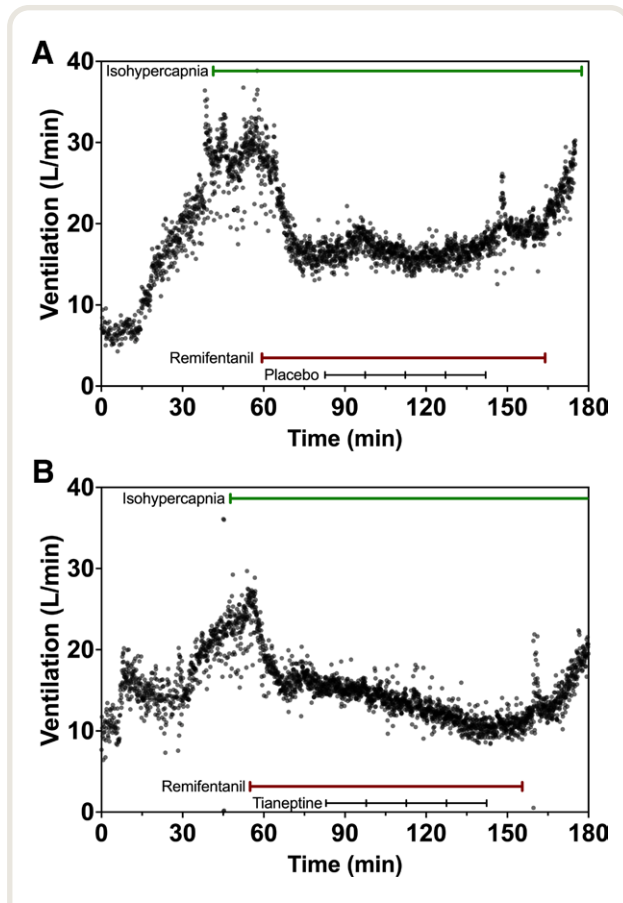 A
40
Isohypercapnia
30
20
10
Remifentanil
Placebo
0
0 30 60 90 120 150 180
Time (min)
Ventilation (L/min)
B
40
Isohypercapnia
30
20
10
Remifentanil
Tianeptine
0
0 30 60 90 120 150 180
Time (min)
Ventilation (L/min)